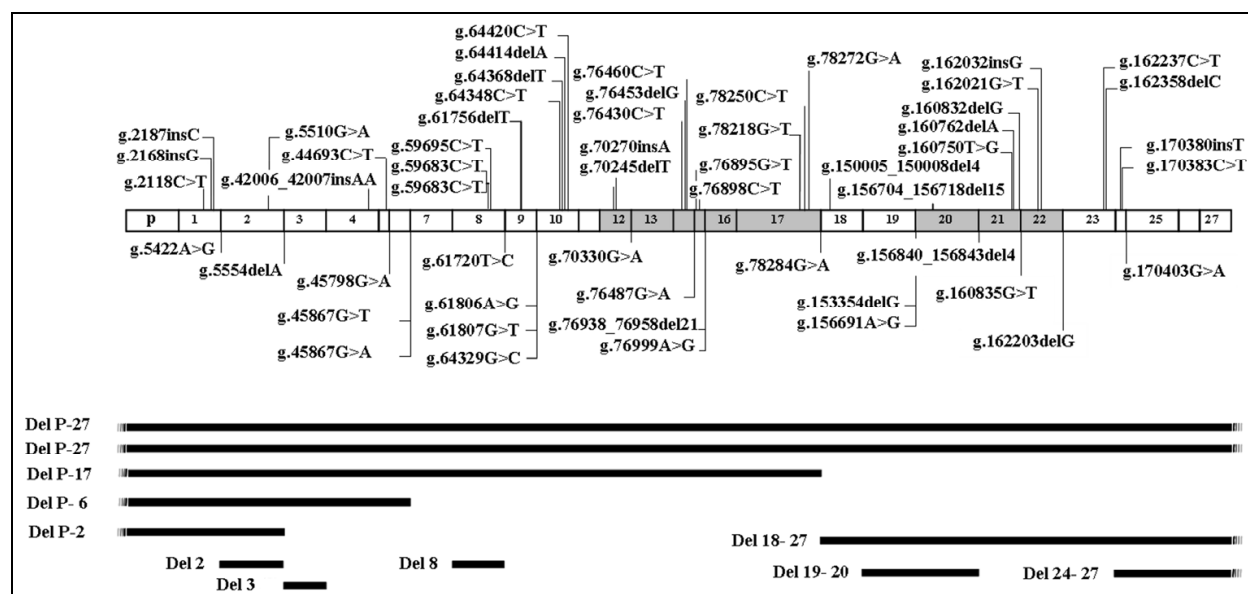 g.64420C>T
g.64414delA
g.64368delT
g.64348C>T
g.61756delT
g.76460C>T
g.76453delG
g.76430C>T
g.78272G>A
g.78250C>T
g.78218G>T
g.162032insG
g.162021G>T
g.160832delG
g.160762delA
g.160750T>G
g.162237C>T
g.162358delC
g.2187insC
g.2168insG
g.2118C>T
g.5510G>A
g.44693C>T
g.42006_42007insAA
g.59695C>T
g.59683C>T
g.59683C>T
g.70270insA
g.70245delT
g.76895G>T
g.76898C>T
g.150005_150008del4
g.156704_156718del15
g.170380insT
g.170383C>T
p 1 2 3 4 7 8 9 10 12 13 16 17 18 19 20 21 22 23 25 27
g.5422A>G
g.5554delA
g.45798G>A
g.45867G>T
g.45867G>A
g.61720T>C
g.61806A>G
g.61807G>T
g.64329G>C
g.70330G>A
g.76487G>A
g.76938_76958del21
g.76999A>G
g.78284G>A
g.156840_156843del4
g.153354delG
g.156691A>G
g.160835G>T
g.162203delG
g.170403G>A
Del P-27
Del P-27
Del P-17
Del P- 6
Del P-2
Del 18- 27
Del 2
Del 8
Del 19- 20
Del 24- 27
Del 3